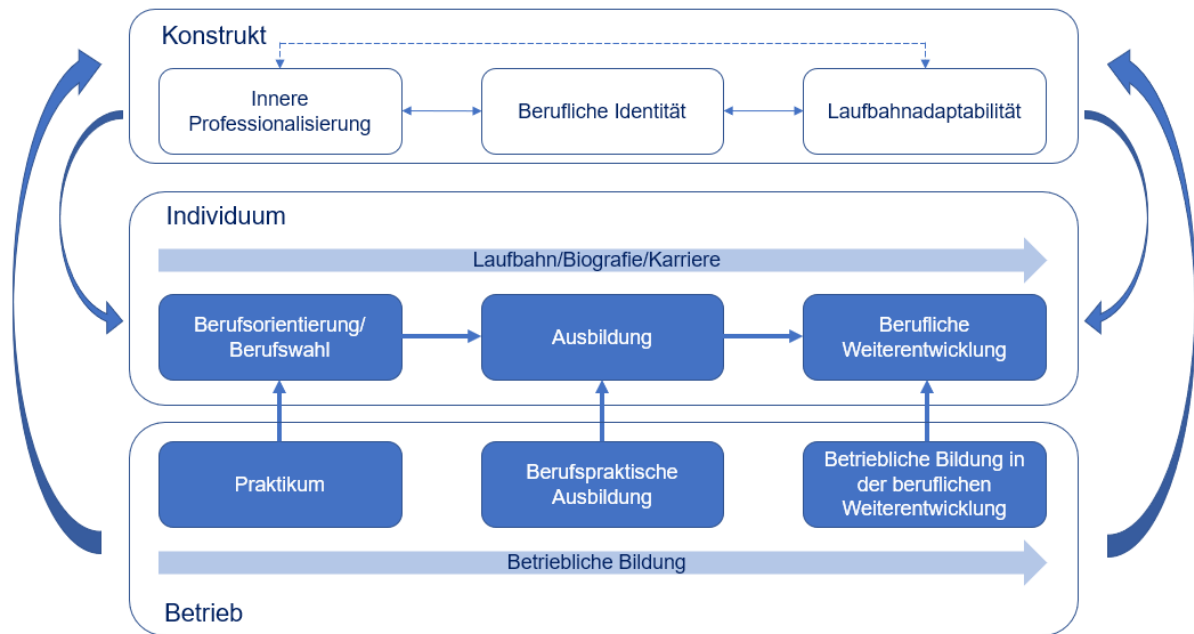 Konstrukt
Innere
Professionalisierung
Berufliche Identität
Laufbahnadaptabilität
Individuum
Laufbahn/Biografie/Karriere
Berufsorientierung/
Berufswahl
Ausbildung
Berufliche
Weiterentwicklung
Praktikum
Berufspraktische
Ausbildung
Betriebliche Bildung in
der beruflichen
Weiterentwicklung
Betriebliche Bildung
Betrieb